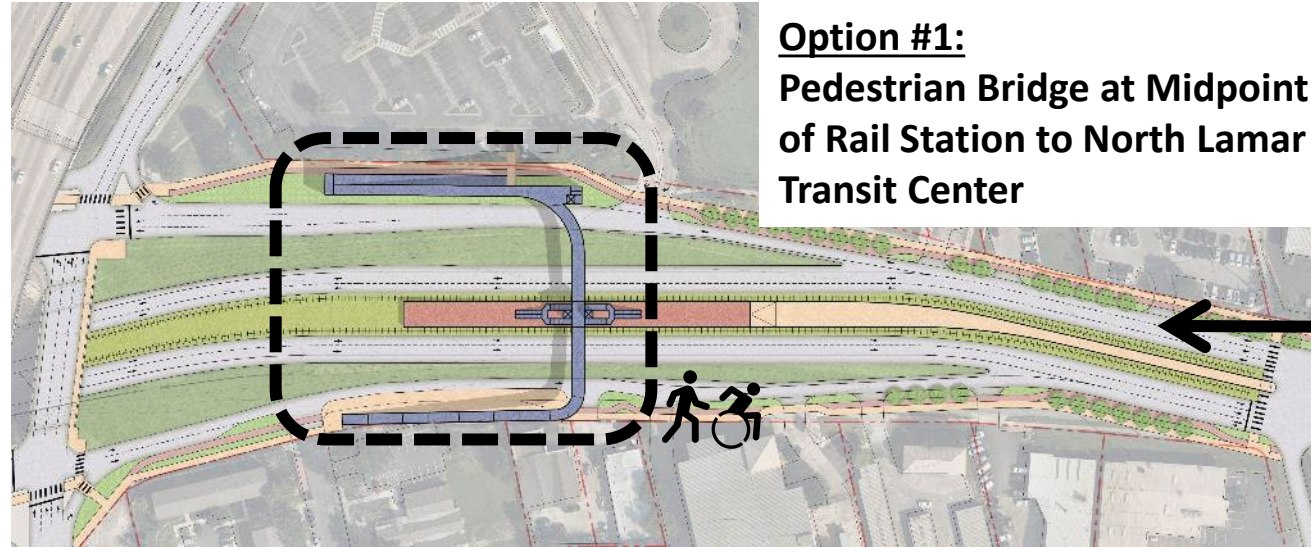 Option #1:
Pedestrian Bridge at Midpoint
of Rail Station to North Lamar
Transit Center